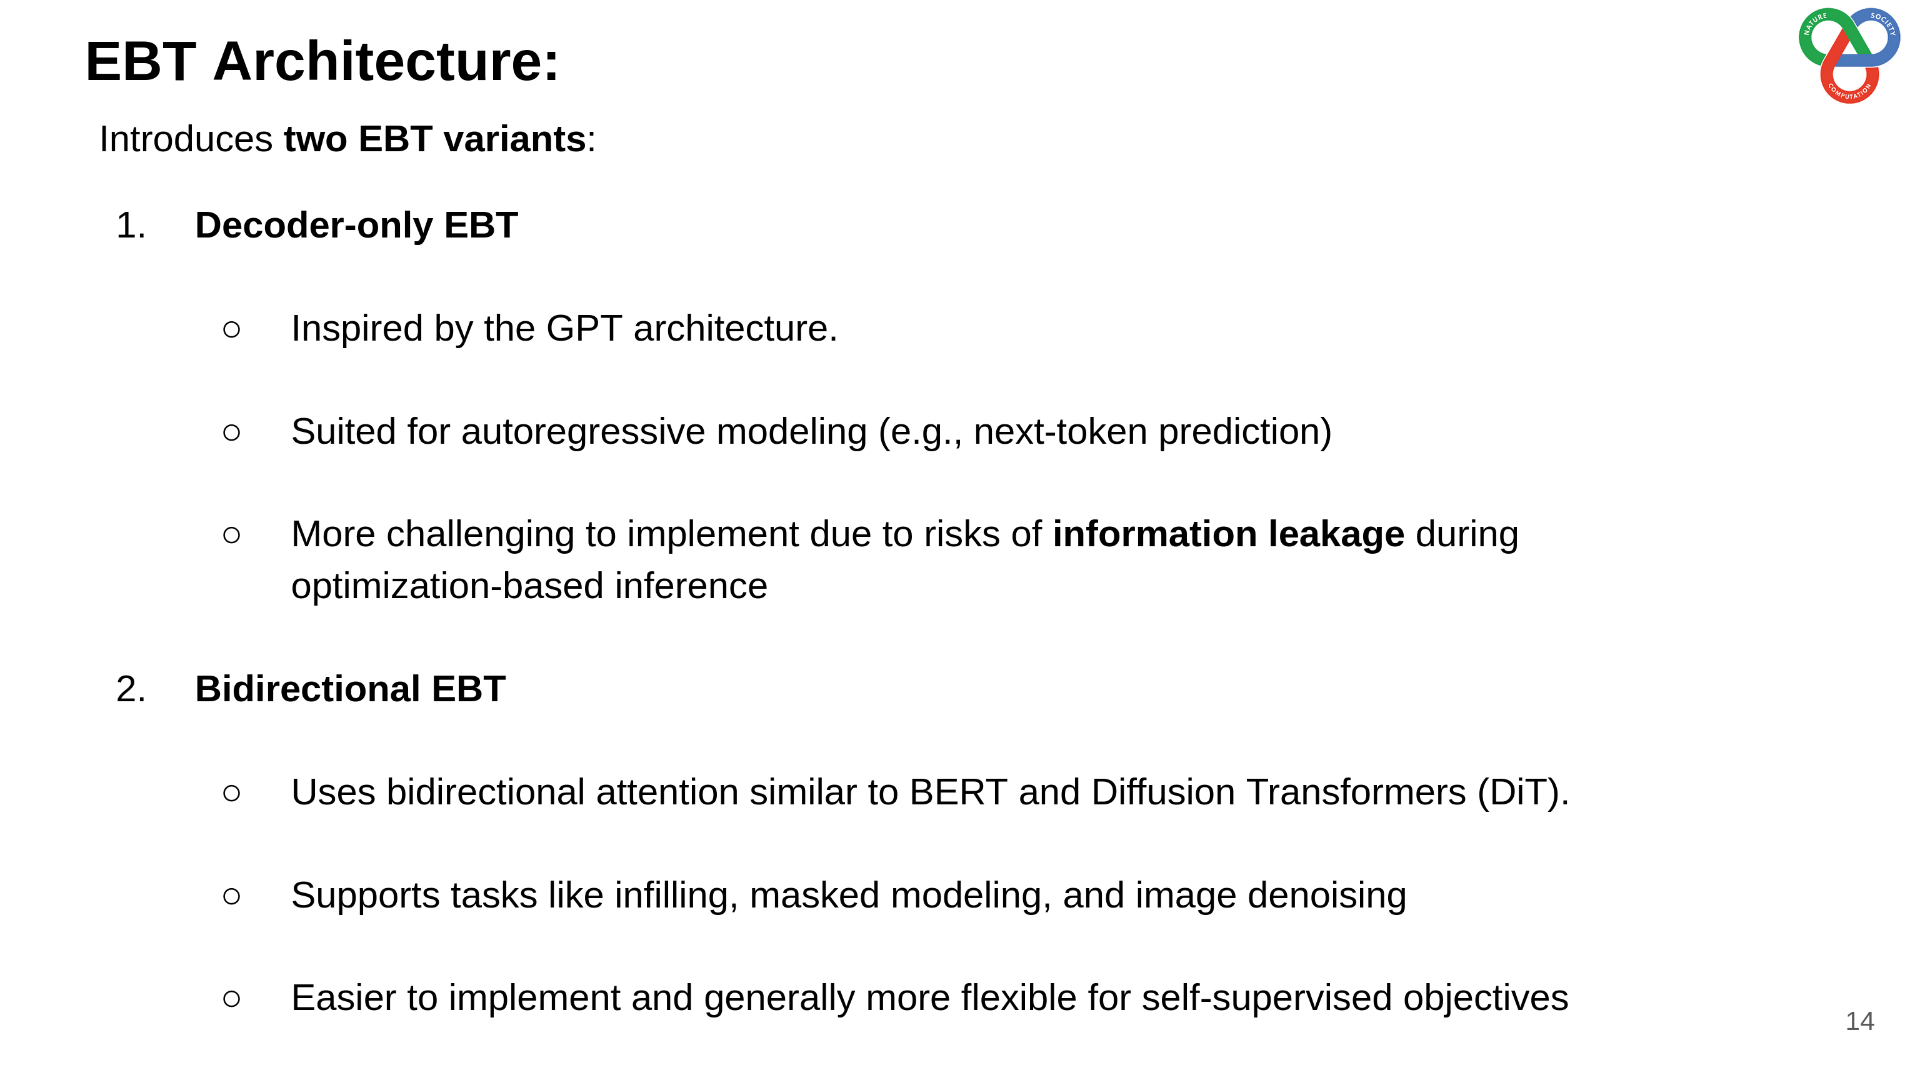 EBT Architecture:
NATURE
SOCIETY
COMPUTATION
Introduces two EBT variants:
1. Decoder-only EBT
○ Inspired by the GPT architecture.
○ Suited for autoregressive modeling (e.g., next-token prediction)
○ More challenging to implement due to risks of information leakage during
optimization-based inference
2. Bidirectional EBT
○ Uses bidirectional attention similar to BERT and Diffusion Transformers (DiT).
○ Supports tasks like infilling, masked modeling, and image denoising
○ Easier to implement and generally more flexible for self-supervised objectives
14